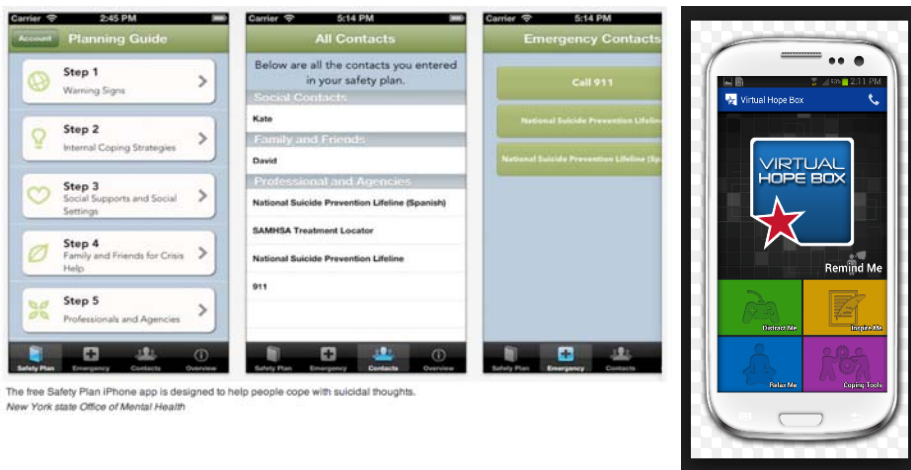 Carrier 2:45 PM
Account Planning Guide
Step 1
Warning Signs
Step 2
Internal Coping Strategies
Step 3
Social Supports and Social
Settings
Step 4
Family and Friends for Crisis
Help
Step 5
Professionals and Agencies
Safety Plan Emergency Contacts Overview
Carrier 5:14 PM
All Contacts
Below are all the contacts you entered
in your safety plan.
Social Contacts
Kate
Family and Friends
David
Professional and Agencies
National Suicide Prevention Lifeline (Spanish)
SAMHSA Treatment Locator
National Suicide Prevention Lifeline
911
Safety Plan Emergency Contacts Overview
Carrier 5:14 PM
Emergency Contacts
Call 911
National Suicide Prevention Lifelin
National Suicide Prevention Lifeline (Sp
Safety Plan Emergency Contacts
The free Safety Plan iPhone app is designed to help people cope with suicidal thoughts.
New York state Office of Mental Health
2:11 PM
Virtual Hope Box
VIRTUAL
HOPE BOX
Remind Me
Distract Me Inspire Me
Relax Me Coping Tools